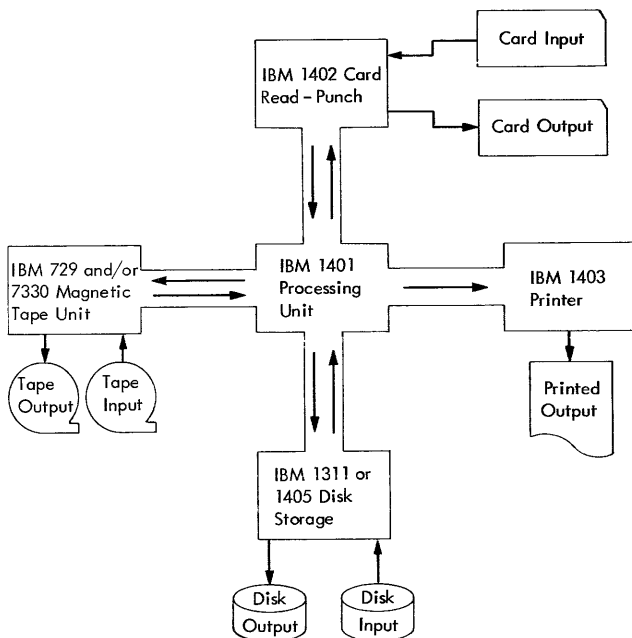 Card Input
IBM 1402 Card
Read - Punch
Card Output
IBM 729 and/or
7330 Magnetic
Tape Unit
IBM 1401
Processing
Unit
IBM 1403
Printer
Tape
Output
Tape
Input
Printed
Output
IBM 1311 or
1405 Disk
Storage
Disk
Output
Disk
Input